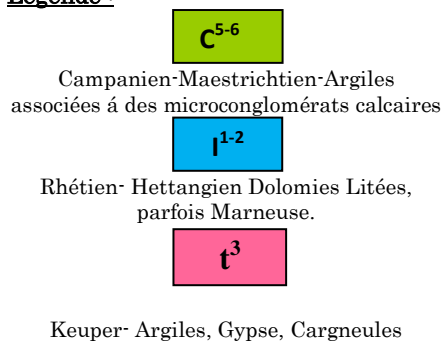 Légende :
C⁵⁻⁶
Campanien-Maestrichtien-Argiles
associées á des microconglomérats calcaires
l¹⁻²
Rhétien- Hettangien Dolomies Litées,
parfois Marneuse.
t³
Keuper- Argiles, Gypse, Cargneules